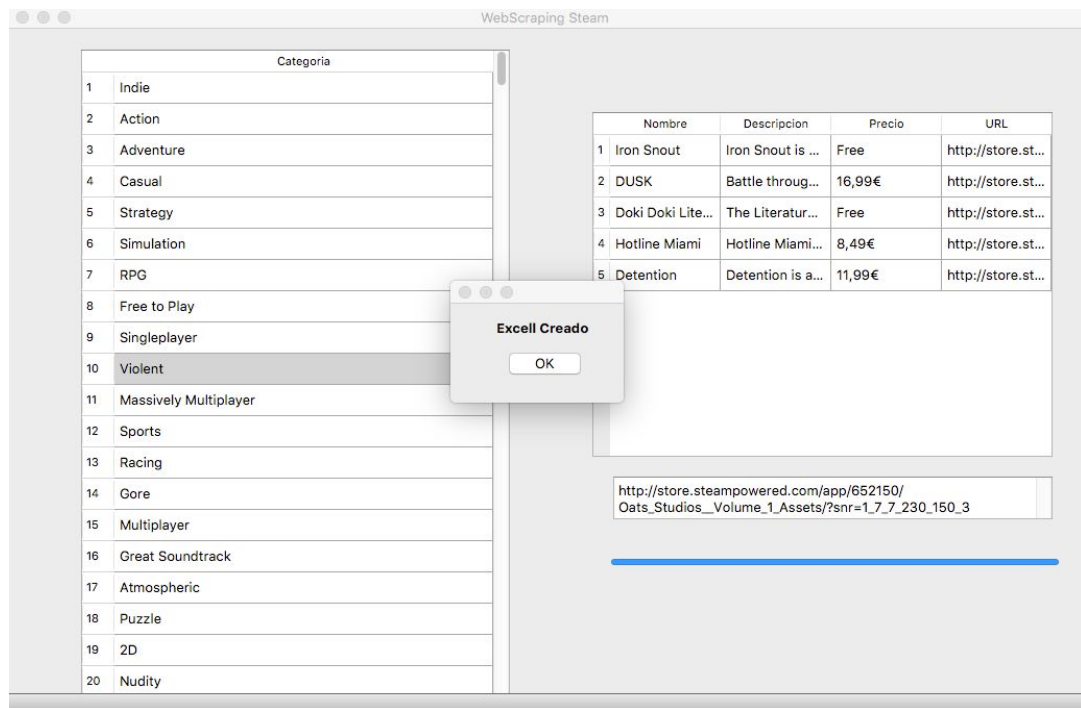 WebScraping Steam
Categoria
1 Indie
2 Action
3 Adventure
4 Casual
5 Strategy
6 Simulation
7 RPG
8 Free to Play
9 Singleplayer
10 Violent
11 Massively Multiplayer
12 Sports
13 Racing
14 Gore
15 Multiplayer
16 Great Soundtrack
17 Atmospheric
18 Puzzle
19 2D
20 Nudity
Nombre Descripcion Precio URL
1 Iron Snout Iron Snout is ... Free http://store.st...
2 DUSK Battle throug... 16,99€ http://store.st...
3 Doki Doki Lite... The Literatur... Free http://store.st...
4 Hotline Miami Hotline Miami... 8,49€ http://store.st...
5 Detention Detention is a... 11,99€ http://store.st...
Excell Creado
OK
http://store.steampowered.com/app/652150/
Oats_Studios__Volume_1_Assets/?snr=1_7_7_230_150_3